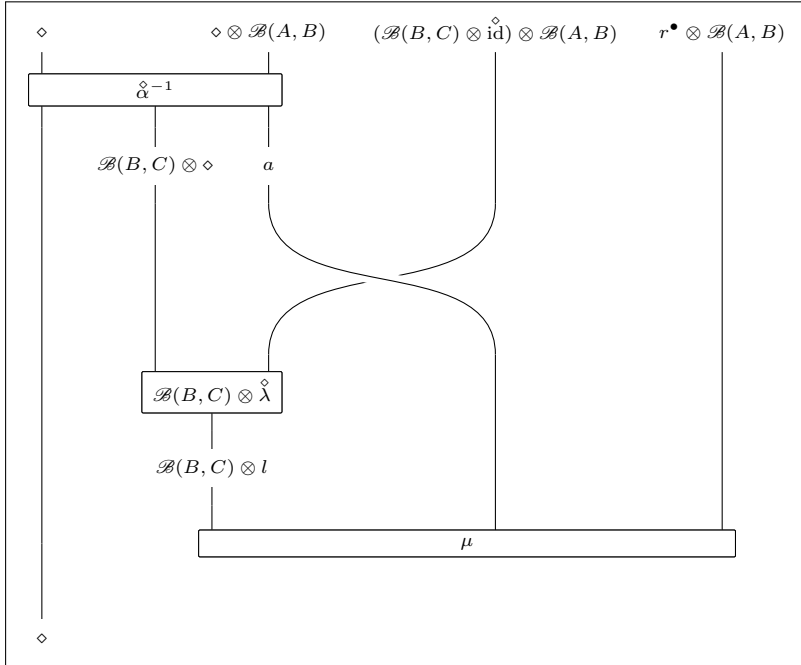 ⋄ ⋄ ⊗ ℬ(A, B) (ℬ(B, C) ⊗ id^⋄) ⊗ ℬ(A, B) r^• ⊗ ℬ(A, B)
α^⋄−1
ℬ(B, C) ⊗ ⋄ a
ℬ(B, C) ⊗ λ^⋄
ℬ(B, C) ⊗ l
μ
⋄